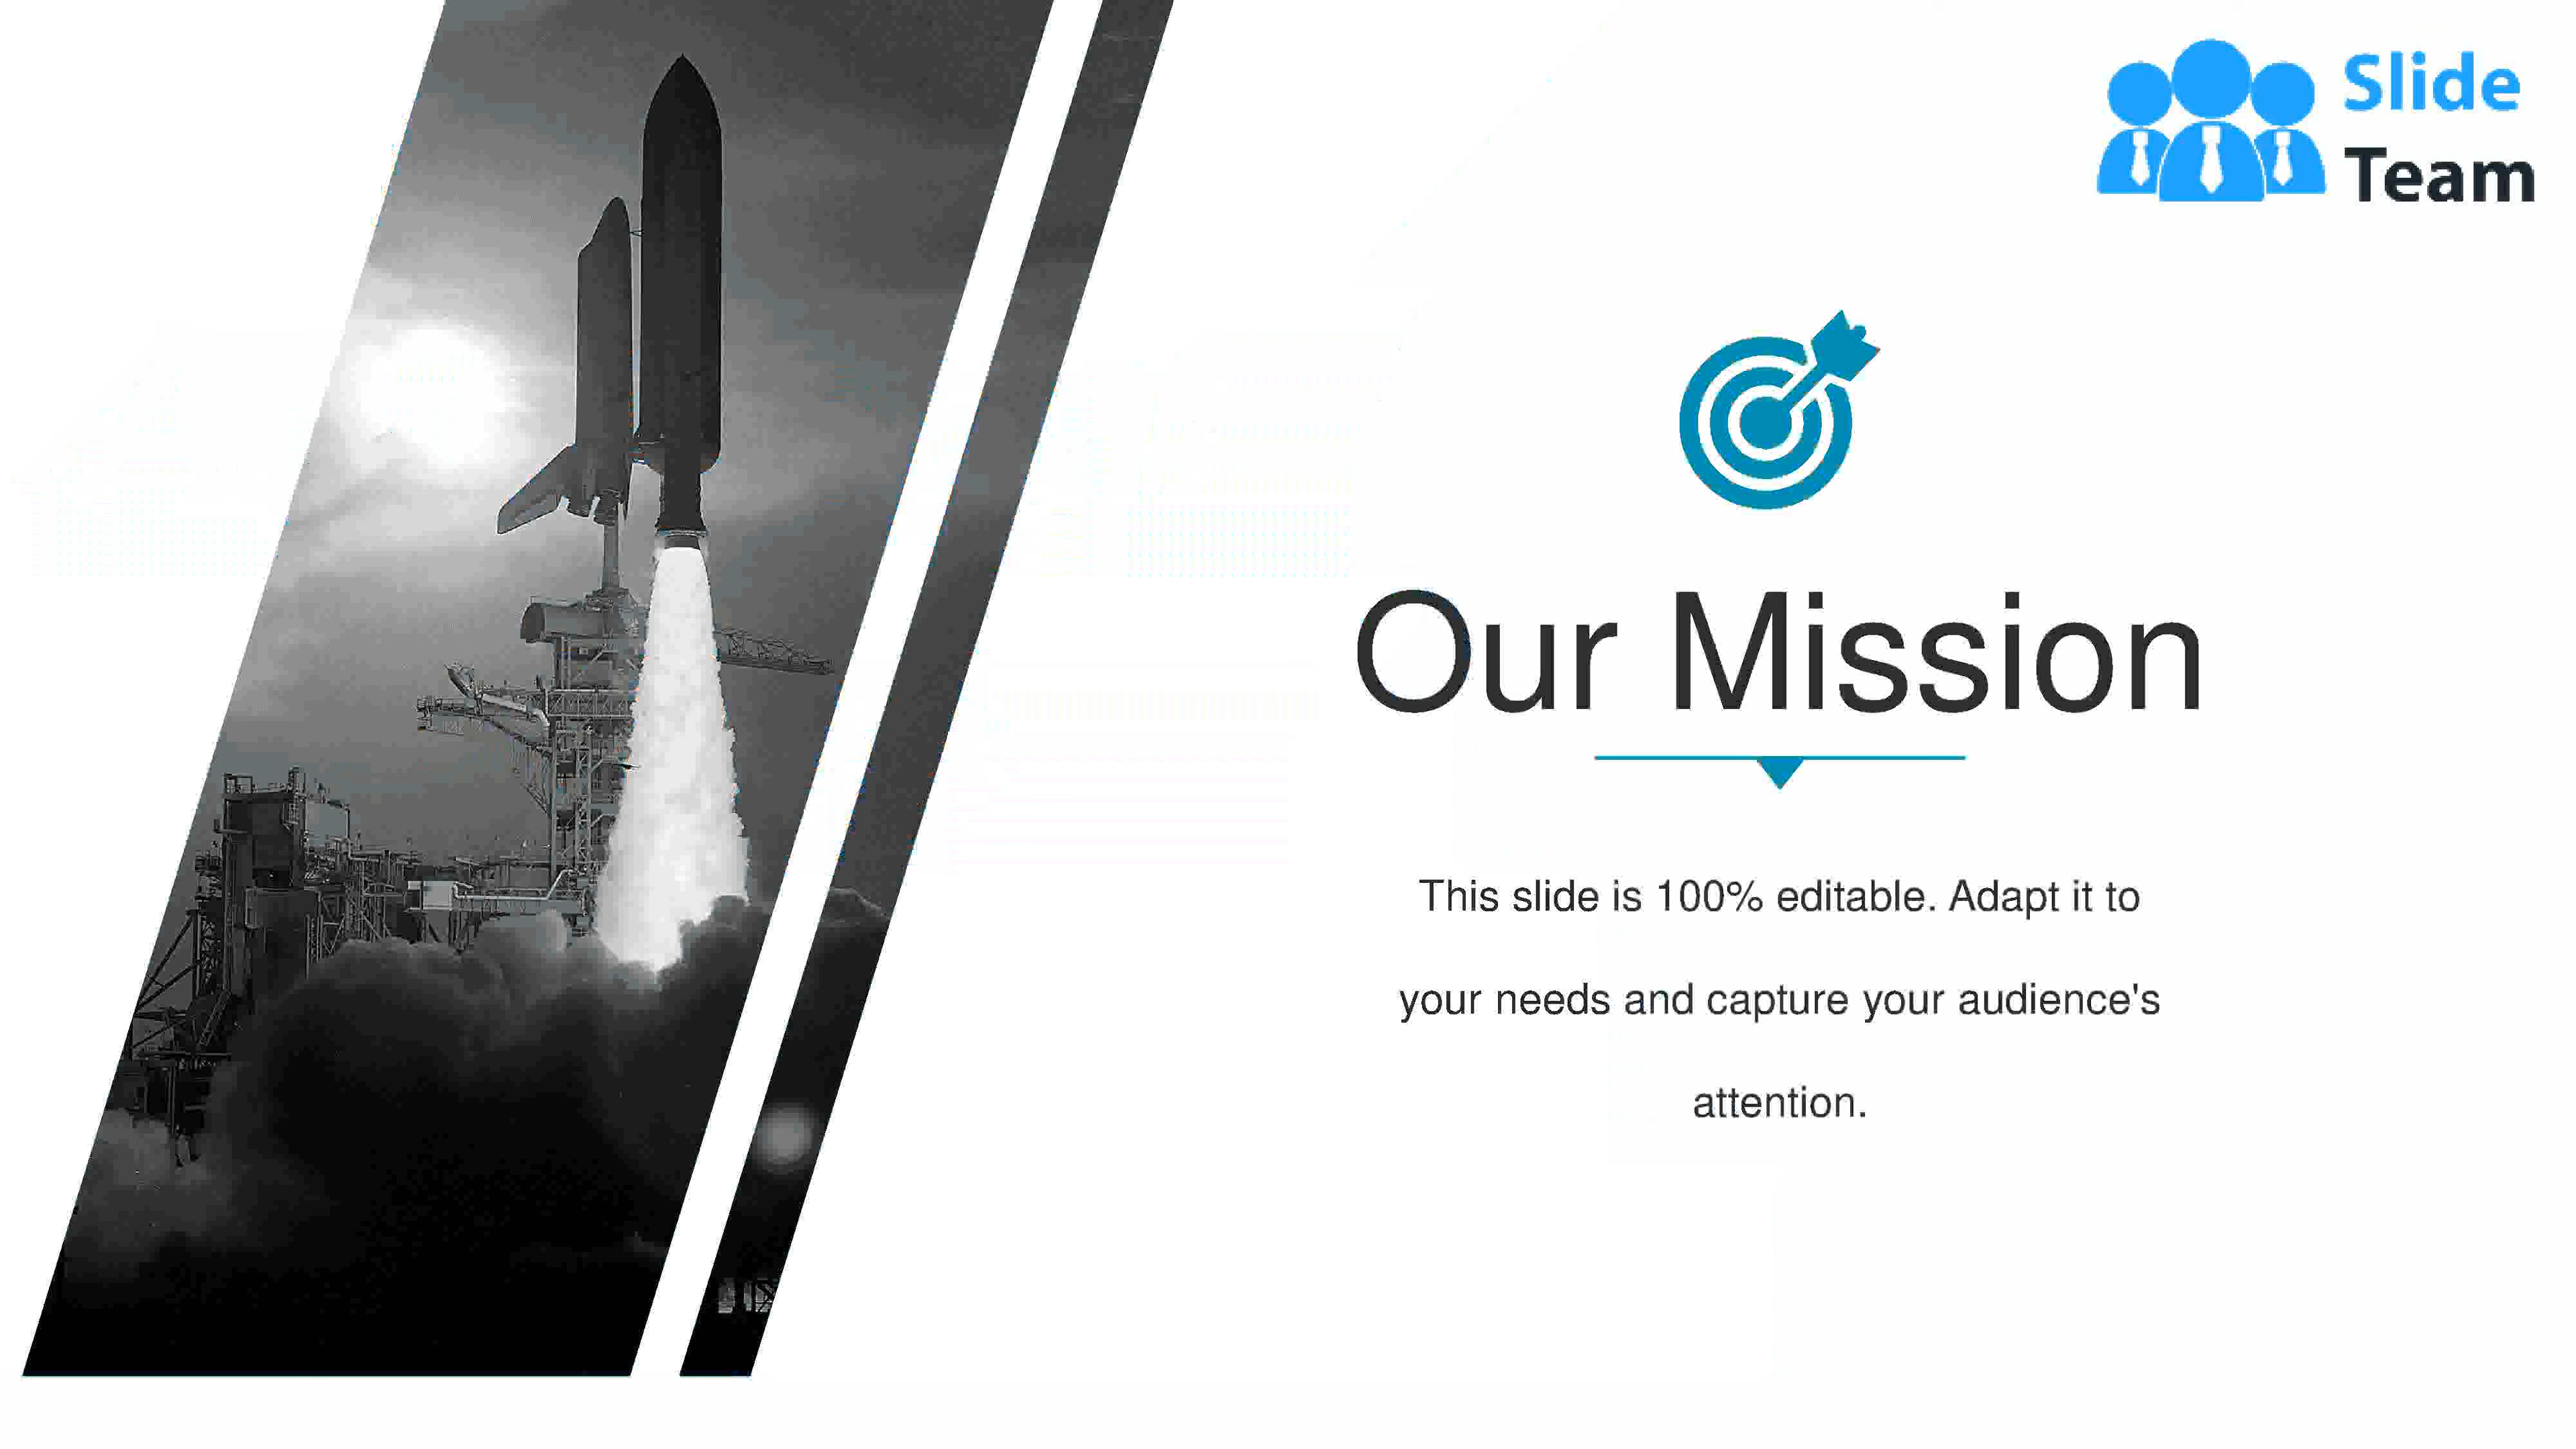 Slide
Team
Our Mission
This slide is 100% editable. Adapt it to
your needs and capture your audience's
attention.